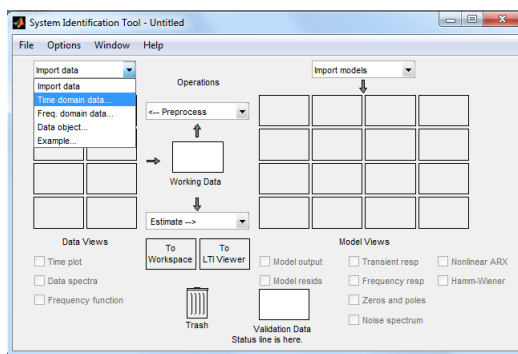 System Identification Tool - Untitled
File Options Window Help
Import data
Import data
Time domain data...
Freq. domain data...
Data object...
Example...
Operations
<-- Preprocess
Working Data
Estimate -->
Import models
Data Views
Time plot
Data spectra
Frequency function
To Workspace
To LTI Viewer
Trash
Model Views
Model output
Model resids
Transient resp
Frequency resp
Zeros and poles
Noise spectrum
Nonlinear ARX
Hamm-Wiener
Validation Data
Status line is here.